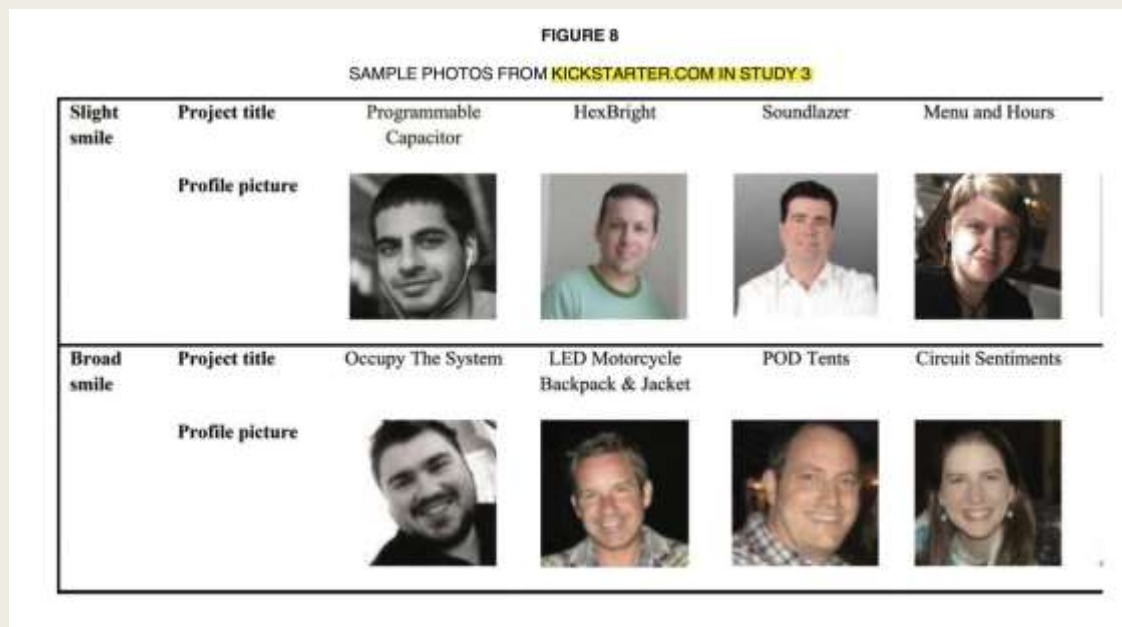 FIGURE 8
SAMPLE PHOTOS FROM KICKSTARTER.COM IN STUDY 3
Slight smile
Project title
Programmable Capacitor
HexBright
Soundlazer
Menu and Hours
Profile picture
Broad smile
Project title
Occupy The System
LED Motorcycle Backpack & Jacket
POD Tents
Circuit Sentiments
Profile picture